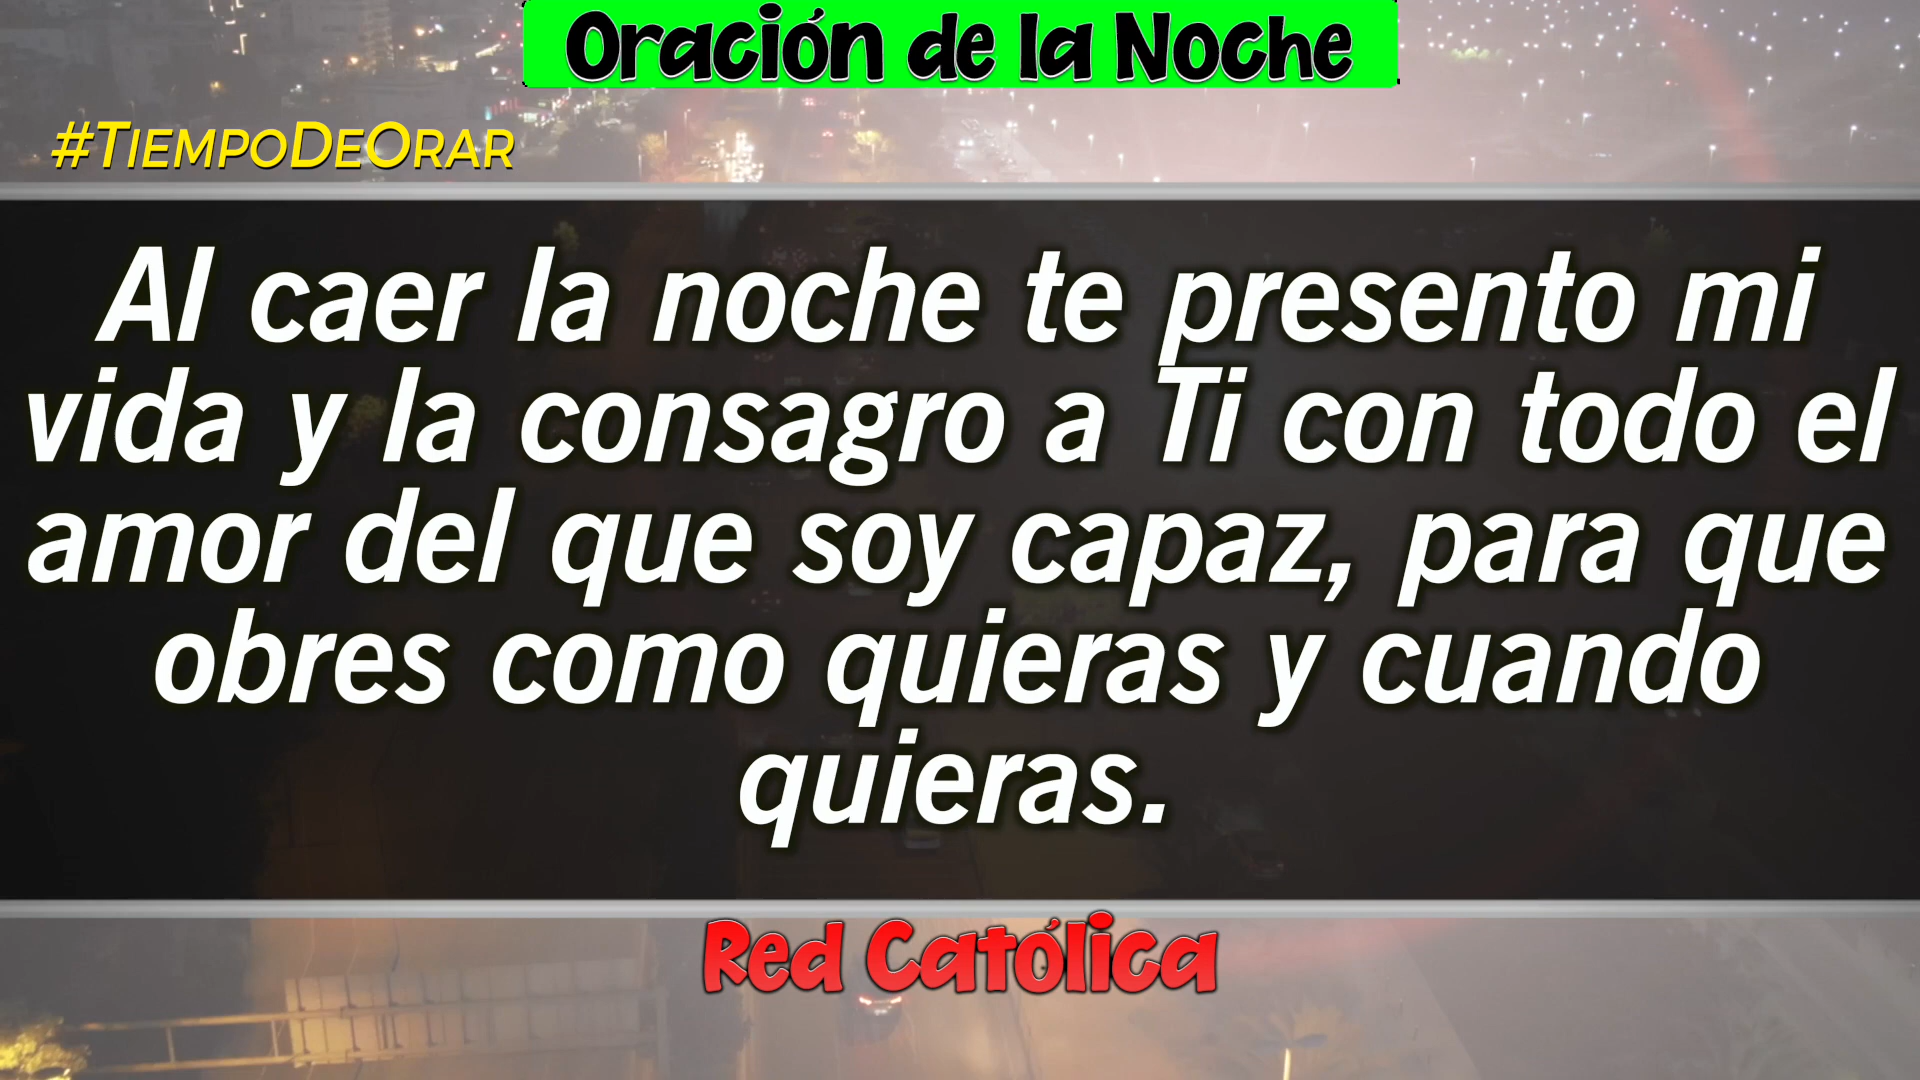 Oración de la Noche
#TiempoDeOrar
Al caer la noche te presento mi
vida y la consagro a Ti con todo el
amor del que soy capaz, para que
obres como quieras y cuando
quieras.
Red Católica